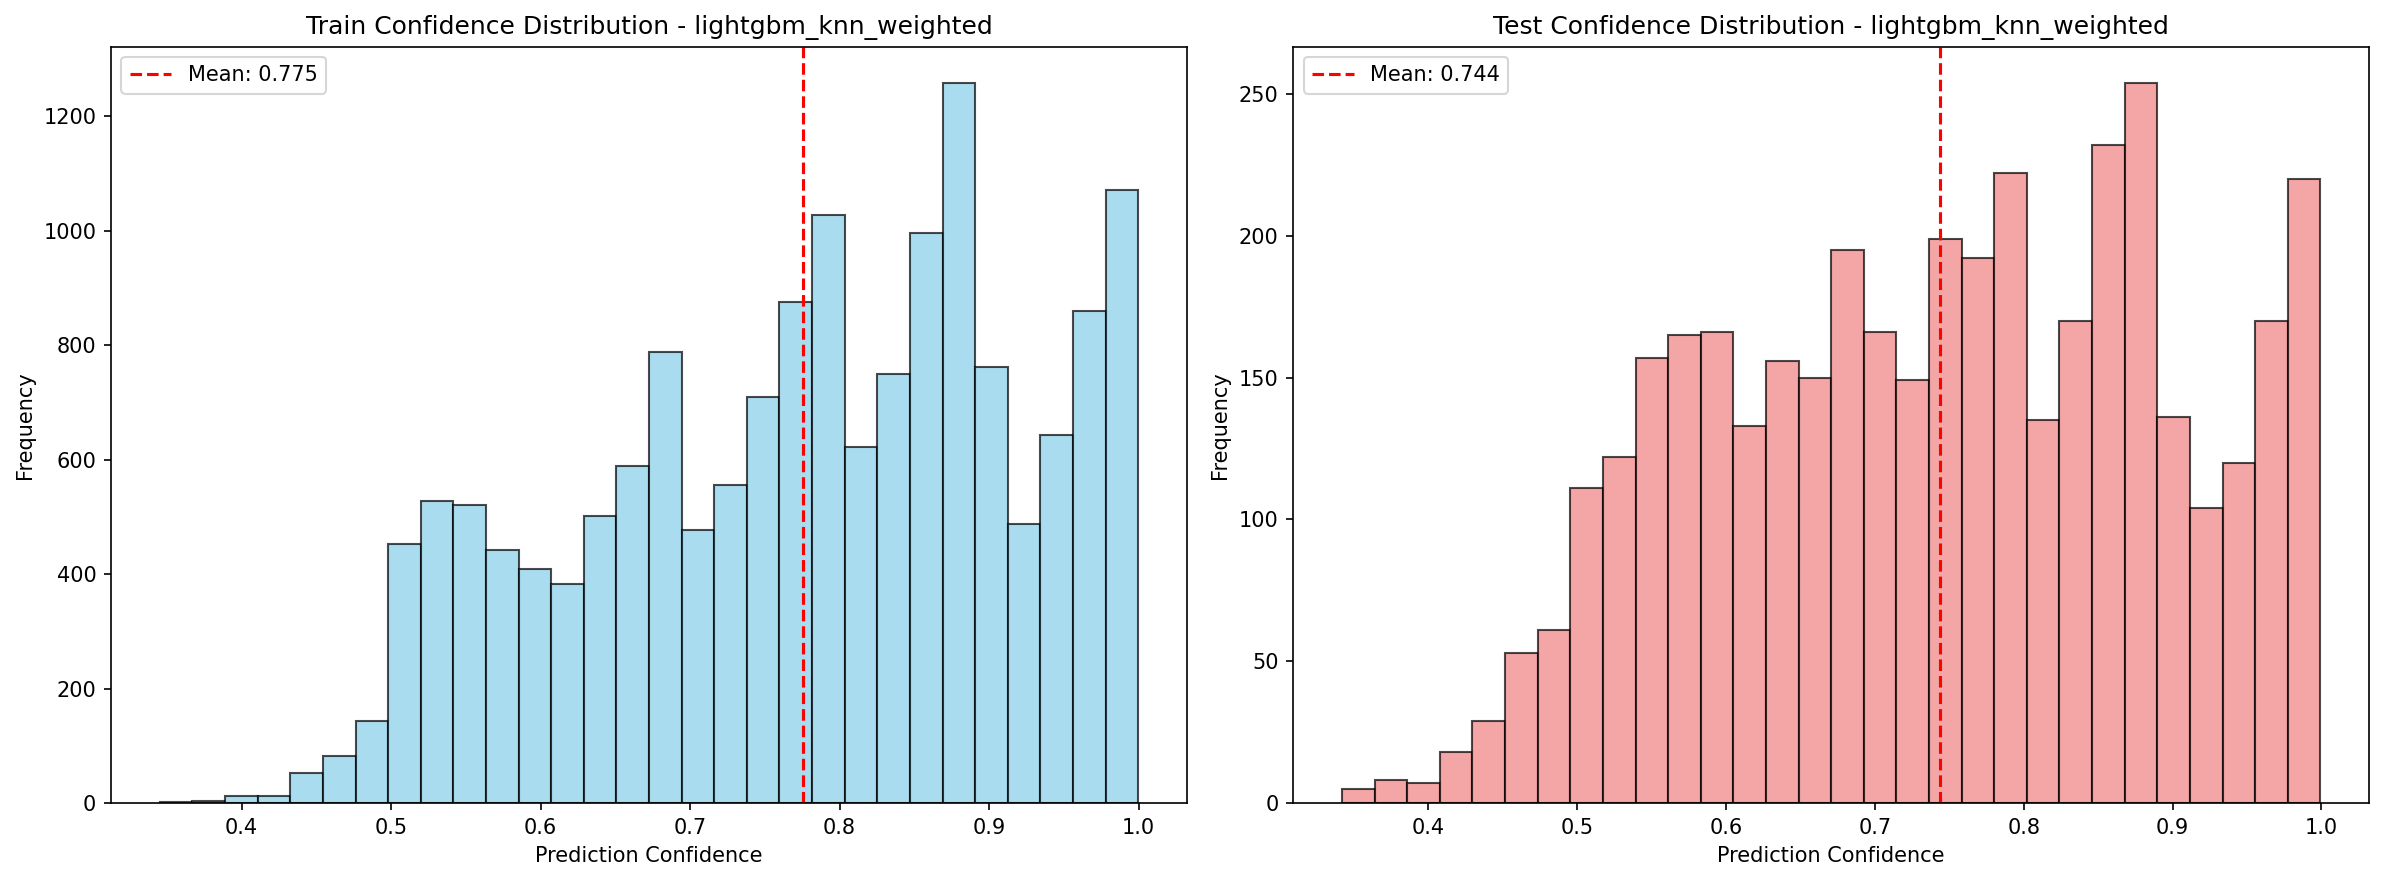 Train Confidence Distribution - lightgbm_knn_weighted
Mean: 0.775
1200
1000
800
600
400
200
0
Frequency
0.4 0.5 0.6 0.7 0.8 0.9 1.0
Prediction Confidence
Test Confidence Distribution - lightgbm_knn_weighted
Mean: 0.744
250
200
150
100
50
0
Frequency
0.4 0.5 0.6 0.7 0.8 0.9 1.0
Prediction Confidence